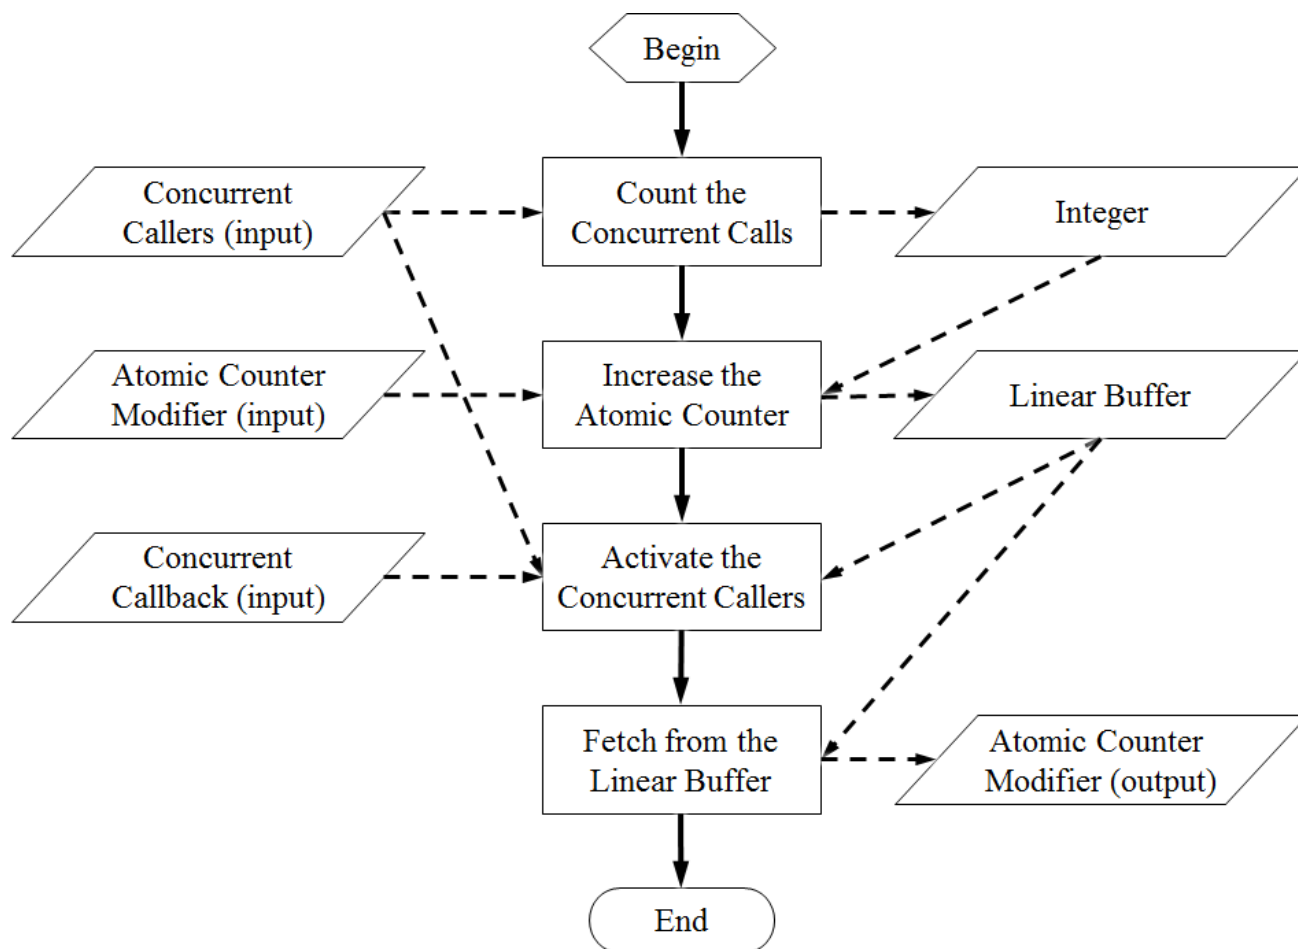 Begin
Concurrent
Callers (input)
Count the
Concurrent Calls
Integer
Atomic Counter
Modifier (input)
Increase the
Atomic Counter
Linear Buffer
Concurrent
Callback (input)
Activate the
Concurrent Callers
Fetch from the
Linear Buffer
Atomic Counter
Modifier (output)
End